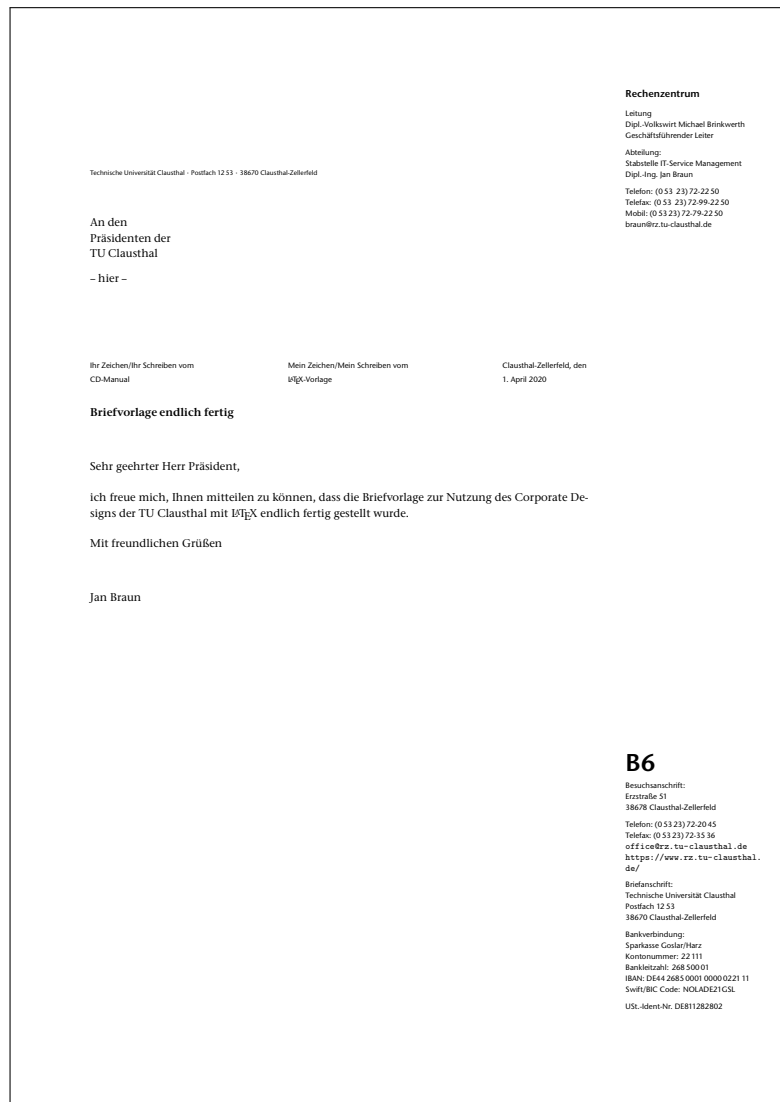 Rechenzentrum
Leitung
Dipl.-Volkswirt Michael Brinkwerth
Geschäftsführender Leiter
Abteilung:
Stabstelle IT-Service Management
Dipl.-Ing. Jan Braun
Telefon: (0 53 23) 72-22 50
Telefax: (0 53 23) 72-99-22 50
Mobil: (0 53 23) 72-79-22 50
braun@rz.tu-clausthal.de
Technische Universität Clausthal · Postfach 12 53 · 38670 Clausthal-Zellerfeld
An den
Präsidenten der
TU Clausthal
– hier –
Ihr Zeichen/Ihr Schreiben vom Mein Zeichen/Mein Schreiben vom Clausthal-Zellerfeld, den
CD-Manual LATEX-Vorlage 1. April 2020
Briefvorlage endlich fertig
Sehr geehrter Herr Präsident,
ich freue mich, Ihnen mitteilen zu können, dass die Briefvorlage zur Nutzung des Corporate De-
signs der TU Clausthal mit LATEX endlich fertig gestellt wurde.
Mit freundlichen Grüßen
Jan Braun
B6
Besuchsanschrift:
Erzstraße 51
38678 Clausthal-Zellerfeld
Telefon: (0 53 23) 72-20 45
Telefax: (0 53 23) 72-35 36
office@rz.tu-clausthal.de
https://www.rz.tu-clausthal.
de/
Briefanschrift:
Technische Universität Clausthal
Postfach 12 53
38670 Clausthal-Zellerfeld
Bankverbindung:
Sparkasse Goslar/Harz
Kontonummer: 22 111
Bankleitzahl: 268 500 01
IBAN: DE44 2685 0001 0000 0221 11
Swift/BIC Code: NOLADE21GSL
USt.-Ident-Nr. DE811282802